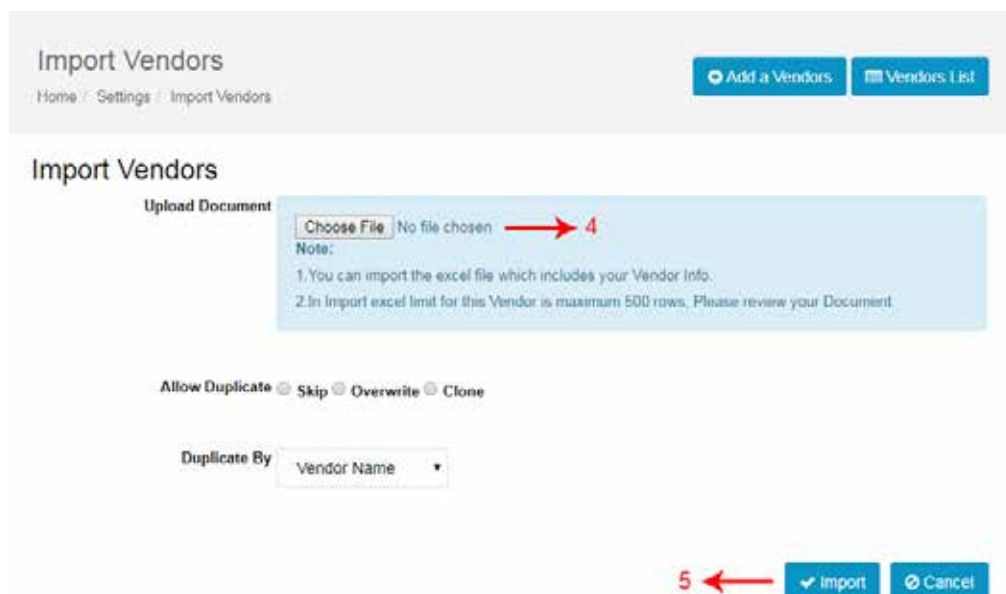 Import Vendors
Add a Vendors
Vendors List
Home / Settings / Import Vendors
Import Vendors
Upload Document
Choose File No file chosen 4
Note:
1.You can import the excel file which includes your Vendor Info.
2.In Import excel limit for this Vendor is maximum 500 rows, Please review your Document
Allow Duplicate Skip Overwrite Clone
Duplicate By Vendor Name
5 Import Cancel